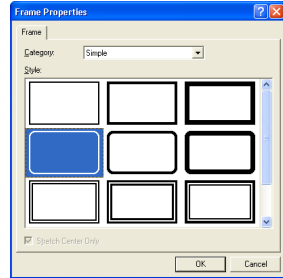 Frame Properties
Frame
Category: Simple
Style:
Stretch Center Only
OK Cancel